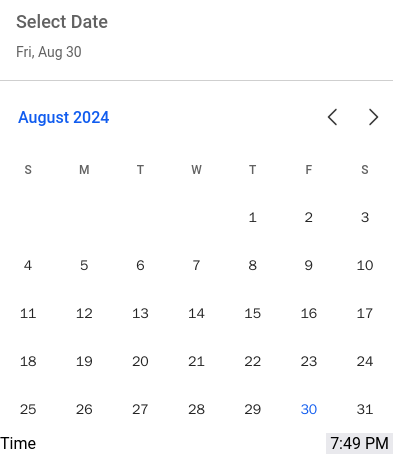 Select Date
Fri, Aug 30
August 2024
S M T W T F S
1 2 3
4 5 6 7 8 9 10
11 12 13 14 15 16 17
18 19 20 21 22 23 24
25 26 27 28 29 30 31
Time 7:49 PM